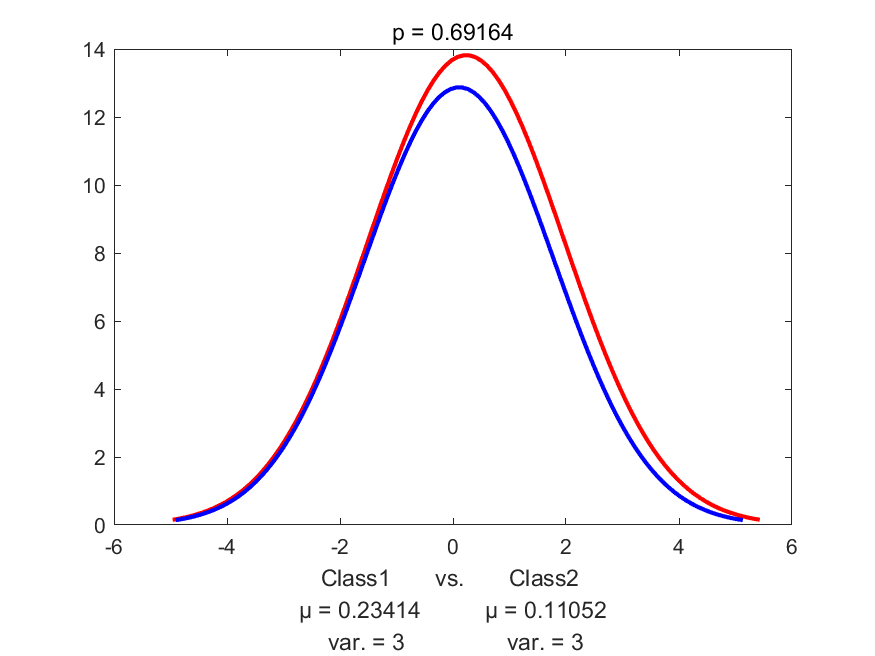 p = 0.69164
14
12
10
8
6
4
2
0
-6 -4 -2 0 2 4 6
Class1 vs. Class2
μ = 0.23414 μ = 0.11052
var. = 3 var. = 3